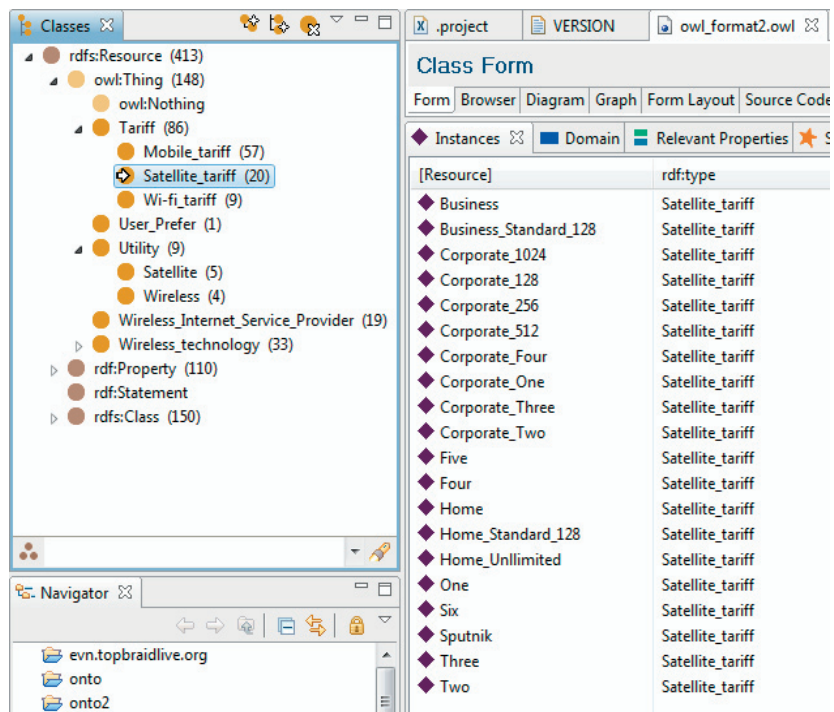 Classes
rdfs:Resource (413)
owl:Thing (148)
owl:Nothing
Tariff (86)
Mobile_tariff (57)
Satellite_tariff (20)
Wi-fi_tariff (9)
User_Prefer (1)
Utility (9)
Satellite (5)
Wireless (4)
Wireless_Internet_Service_Provider (19)
Wireless_technology (33)
rdf:Property (110)
rdf:Statement
rdfs:Class (150)
Navigator
evn.topbraidlive.org
onto
onto2
.project VERSION owl_format2.owl
Class Form
Form Browser Diagram Graph Form Layout Source Code
Instances Domain Relevant Properties S
[Resource] rdf:type
Business Satellite_tariff
Business_Standard_128 Satellite_tariff
Corporate_1024 Satellite_tariff
Corporate_128 Satellite_tariff
Corporate_256 Satellite_tariff
Corporate_512 Satellite_tariff
Corporate_Four Satellite_tariff
Corporate_One Satellite_tariff
Corporate_Three Satellite_tariff
Corporate_Two Satellite_tariff
Five Satellite_tariff
Four Satellite_tariff
Home Satellite_tariff
Home_Standard_128 Satellite_tariff
Home_Unllimited Satellite_tariff
One Satellite_tariff
Six Satellite_tariff
Sputnik Satellite_tariff
Three Satellite_tariff
Two Satellite_tariff